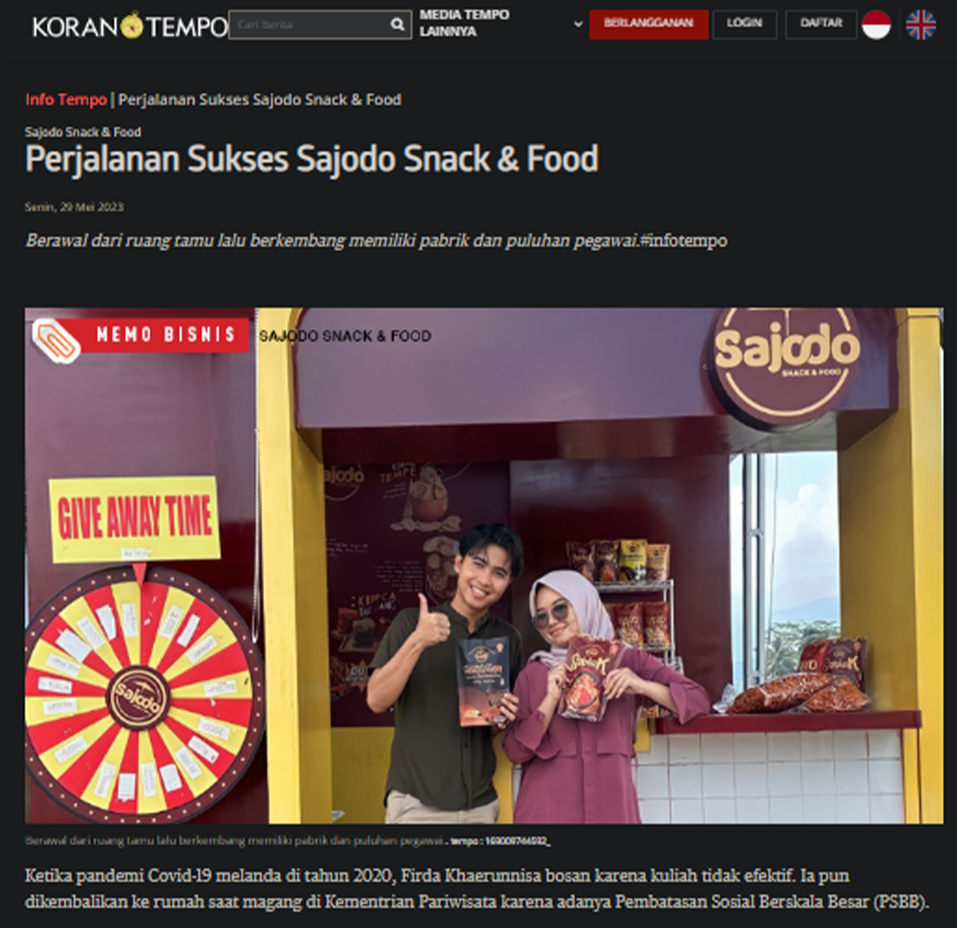 KORAN TEMPO
Cari Berita
MEDIA TEMPO
LAINNYA
BERLANGGANAN
LOGIN
DAFTAR
Info Tempo | Perjalanan Sukses Sajodo Snack & Food
Sajodo Snack & Food
Perjalanan Sukses Sajodo Snack & Food
Senin, 29 Mei 2023
Berawal dari ruang tamu lalu berkembang memiliki pabrik dan puluhan pegawai.#infotempo
MEMO BISNIS
SAJODO SNACK & FOOD
Sajodo
SNACK & FOOD
GIVE AWAY TIME
Sajodo
Berawal dari ruang tamu lalu berkembang memiliki pabrik dan puluhan pegawai.. tempo :
Ketika pandemi Covid-19 melanda di tahun 2020, Firda Khaerunnisa bosan karena kuliah tidak efektif. Ia pun
dikembalikan ke rumah saat magang di Kementrian Pariwisata karena adanya Pembatasan Sosial Berskala Besar (PSBB).